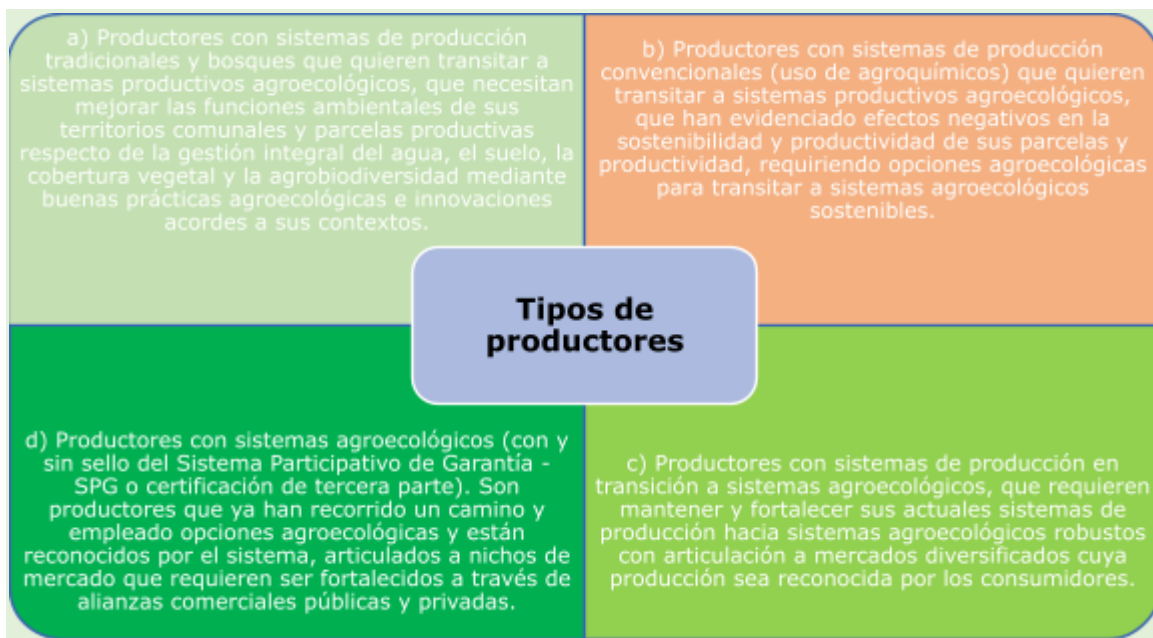 a) Productores con sistemas de producción
tradicionales y bosques que quieren transitar a
sistemas productivos agroecológicos, que necesitan
mejorar las funciones ambientales de sus
territorios comunales y parcelas productivas
respecto de la gestión integral del agua, el suelo, la
cobertura vegetal y la agrobiodiversidad mediante
buenas prácticas agroecológicas e innovaciones
acordes a sus contextos.
b) Productores con sistemas de producción
convencionales (uso de agroquímicos) que quieren
transitar a sistemas productivos agroecológicos,
que han evidenciado efectos negativos en la
sostenibilidad y productividad de sus parcelas y
productividad, requiriendo opciones agroecológicas
para transitar a sistemas agroecológicos
sostenibles.
Tipos de
productores
d) Productores con sistemas agroecológicos (con y
sin sello del Sistema Participativo de Garantía -
SPG o certificación de tercera parte). Son
productores que ya han recorrido un camino y
empleado opciones agroecológicas y están
reconocidos por el sistema, articulados a nichos de
mercado que requieren ser fortalecidos a través de
alianzas comerciales públicas y privadas.
c) Productores con sistemas de producción en
transición a sistemas agroecológicos, que requieren
mantener y fortalecer sus actuales sistemas de
producción hacia sistemas agroecológicos robustos
con articulación a mercados diversificados cuya
producción sea reconocida por los consumidores.